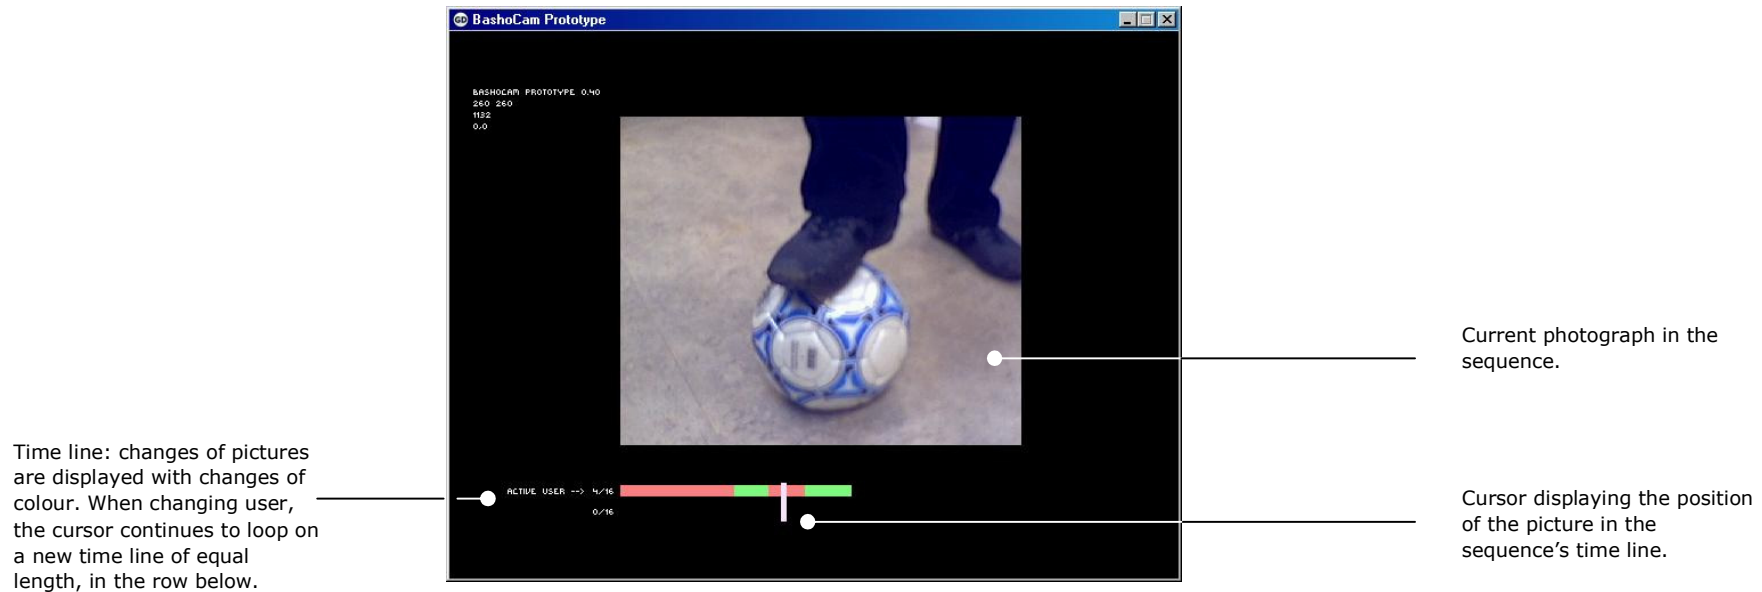 BashoCam Prototype
BASHOCAM PROTOTYPE 0.40
260 260
1132
0,0
Current photograph in the
sequence.
Time line: changes of pictures
are displayed with changes of
colour. When changing user,
the cursor continues to loop on
a new time line of equal
length, in the row below.
ACTIVE USER --> 4/16
0/16
Cursor displaying the position
of the picture in the
sequence’s time line.